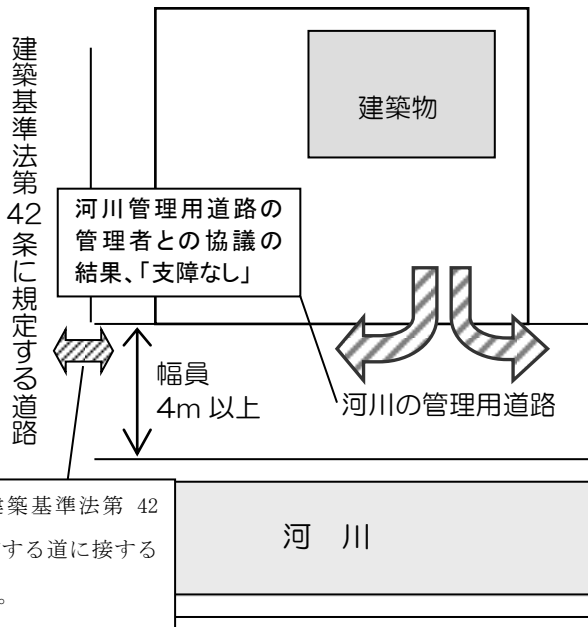 建築基準法第42条に規定する道路
建築物
河川管理用道路の
管理者との協議の
結果、「支障なし」
幅員
4m 以上
河川の管理用道路
築基準法第 42
する道に接する
。
河 川